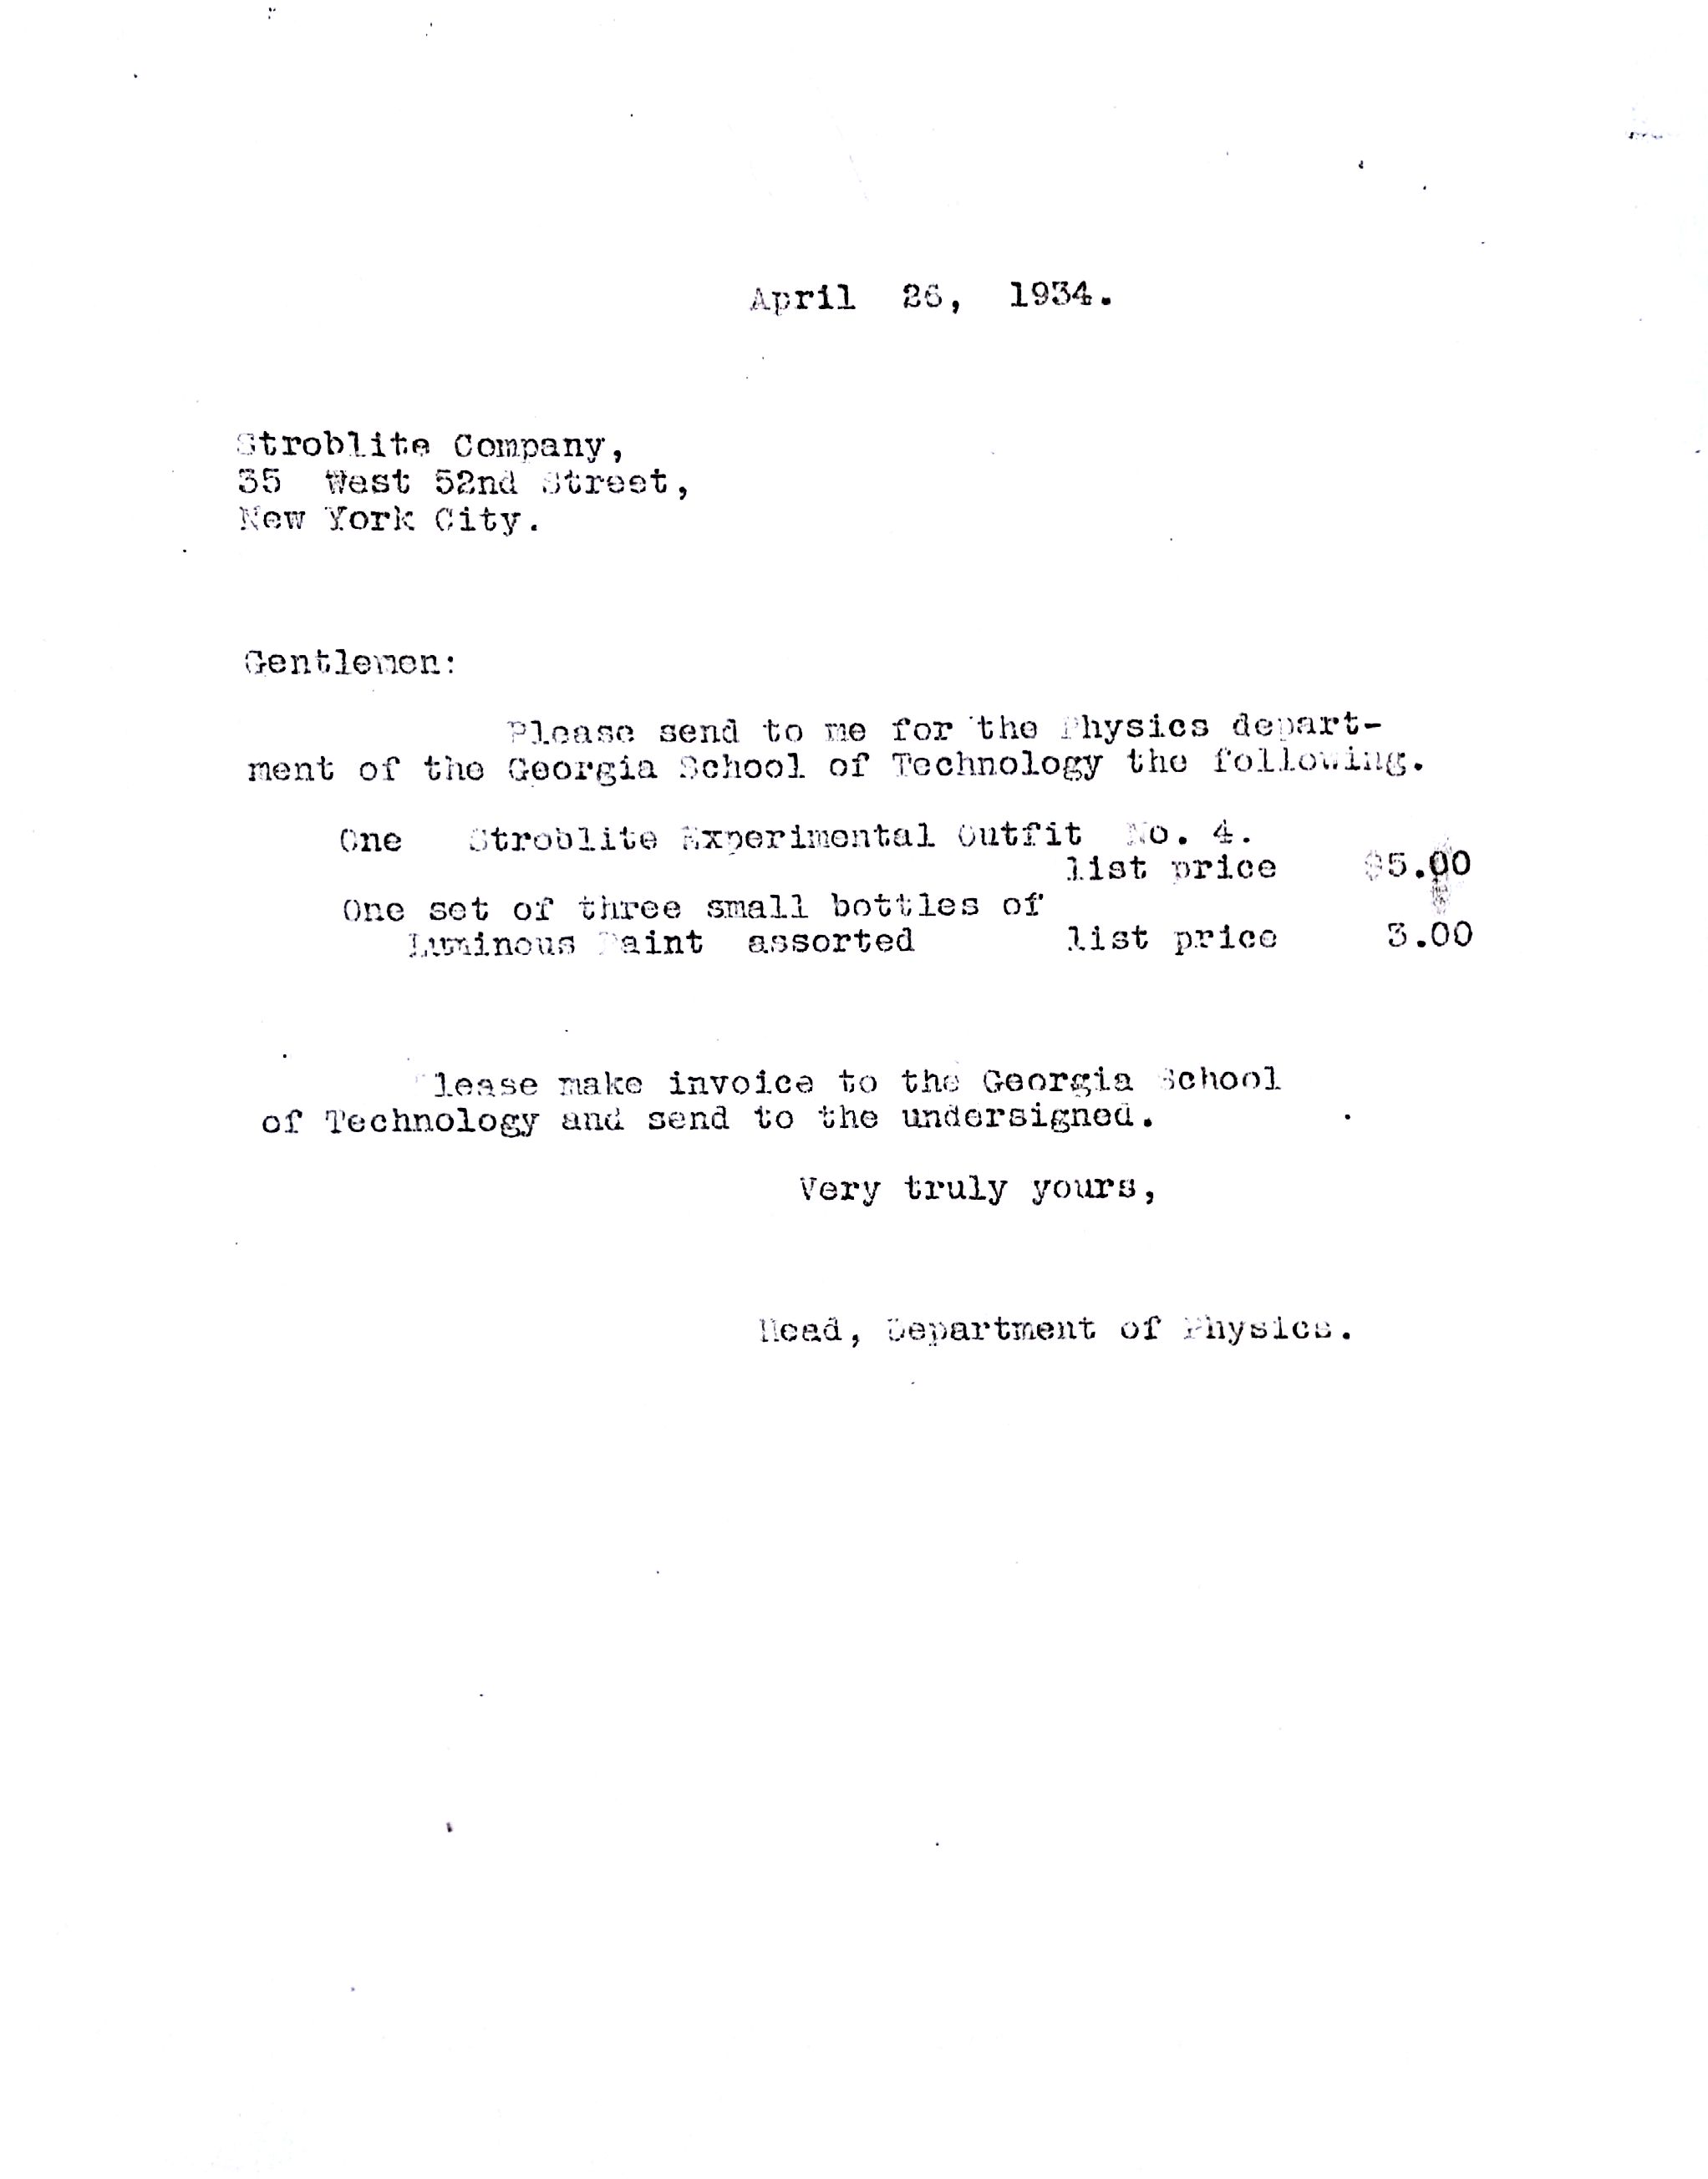 April 26, 1934.
Stroblite Company,
35 West 52nd Street,
New York City.
Gentlemen:
Please send to me for the Physics depart-
ment of the Georgia School of Technology the following.
One Stroblite Experimental Outfit No. 4.
list price $5.00
One set of three small bottles of
Luminous Paint assorted list price 3.00
Please make invoice to the Georgia School
of Technology and send to the undersigned.
Very truly yours,
Head, Department of Physics.